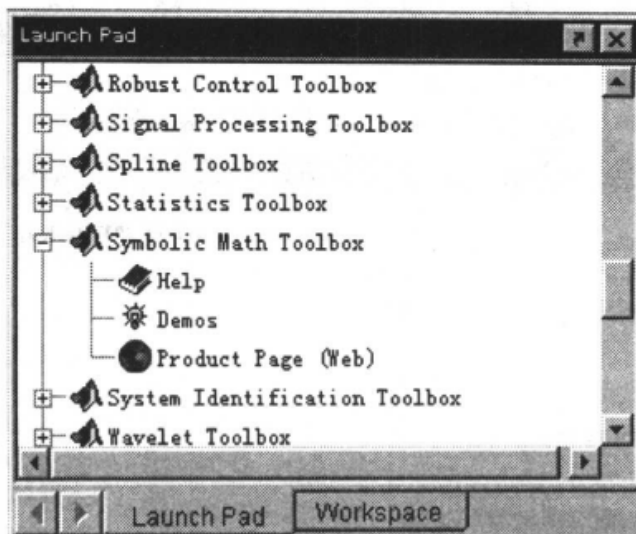 Launch Pad
Robust Control Toolbox
Signal Processing Toolbox
Spline Toolbox
Statistics Toolbox
Symbolic Math Toolbox
Help
Demos
Product Page (Web)
System Identification Toolbox
Wavelet Toolbox
Launch Pad Workspace